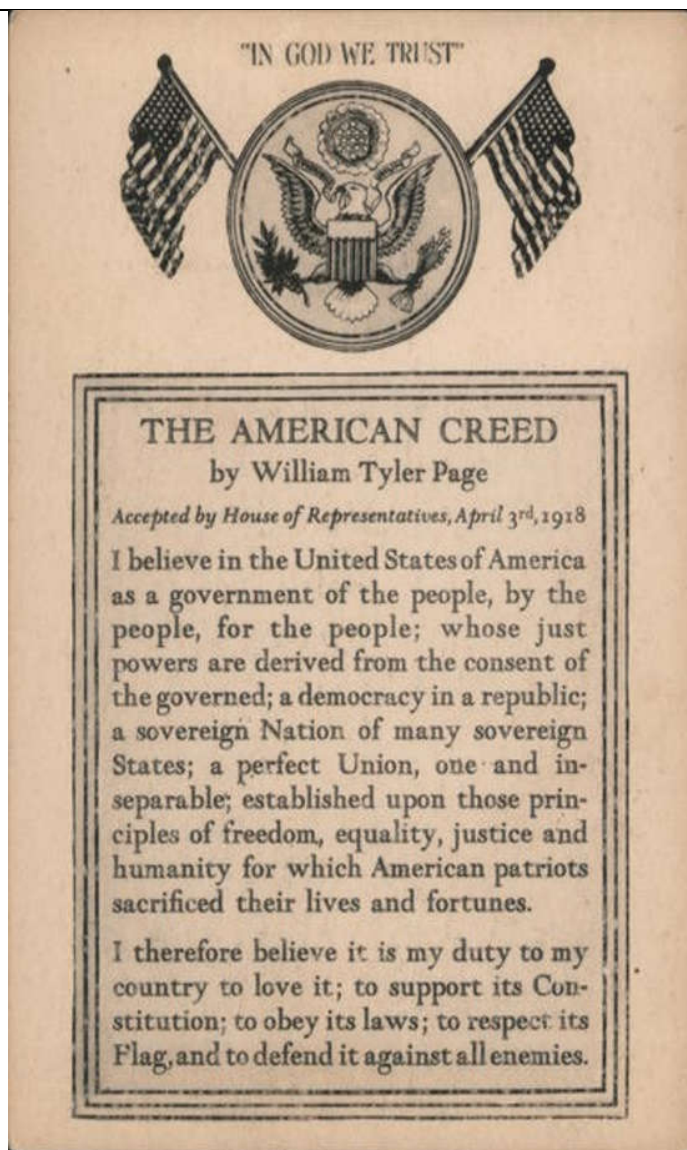 "IN GOD WE TRUST"
THE AMERICAN CREED
by William Tyler Page
Accepted by House of Representatives, April 3rd, 1918
I believe in the United States of America
as a government of the people, by the
people, for the people; whose just
powers are derived from the consent of
the governed; a democracy in a republic;
a sovereign Nation of many sovereign
States; a perfect Union, one and in-
separable; established upon those prin-
ciples of freedom, equality, justice and
humanity for which American patriots
sacrificed their lives and fortunes.
I therefore believe it is my duty to my
country to love it; to support its Con-
stitution; to obey its laws; to respect its
Flag, and to defend it against all enemies.